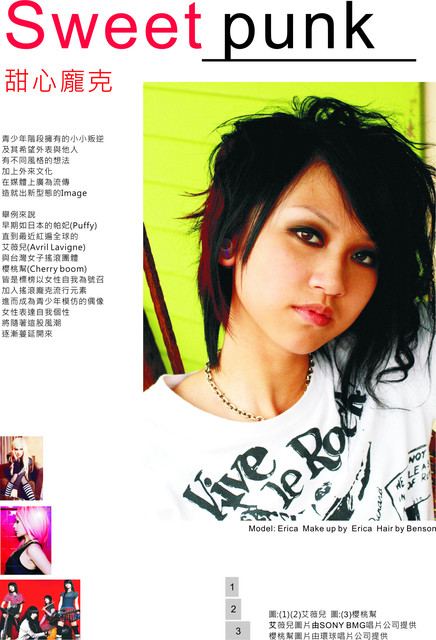 Sweet punk
甜心龐克
青少年階段擁有的小小叛逆
及其希望外表與他人
有不同風格的想法
加上外來文化
在媒體上廣為流傳
造就出新型態的Image
舉例來說
早期如日本的帕妃(Puffy)
直到最近紅遍全球的
艾薇兒(Avril Lavigne)
與台灣女子搖滾團體
櫻桃幫(Cherry boom)
皆是標榜以女性自我為號召
加入搖滾龐克流行元素
進而成為青少年模仿的偶像
女性表達自我個性
將隨著這股風潮
逐漸蔓延開來
Vive
le Rock
NOT
Model: Erica Make up by Erica Hair by Benson
1
2
3
圖:(1)(2)艾薇兒 圖:(3)櫻桃幫
艾薇兒圖片由SONY BMG唱片公司提供
櫻桃幫圖片由環球唱片公司提供